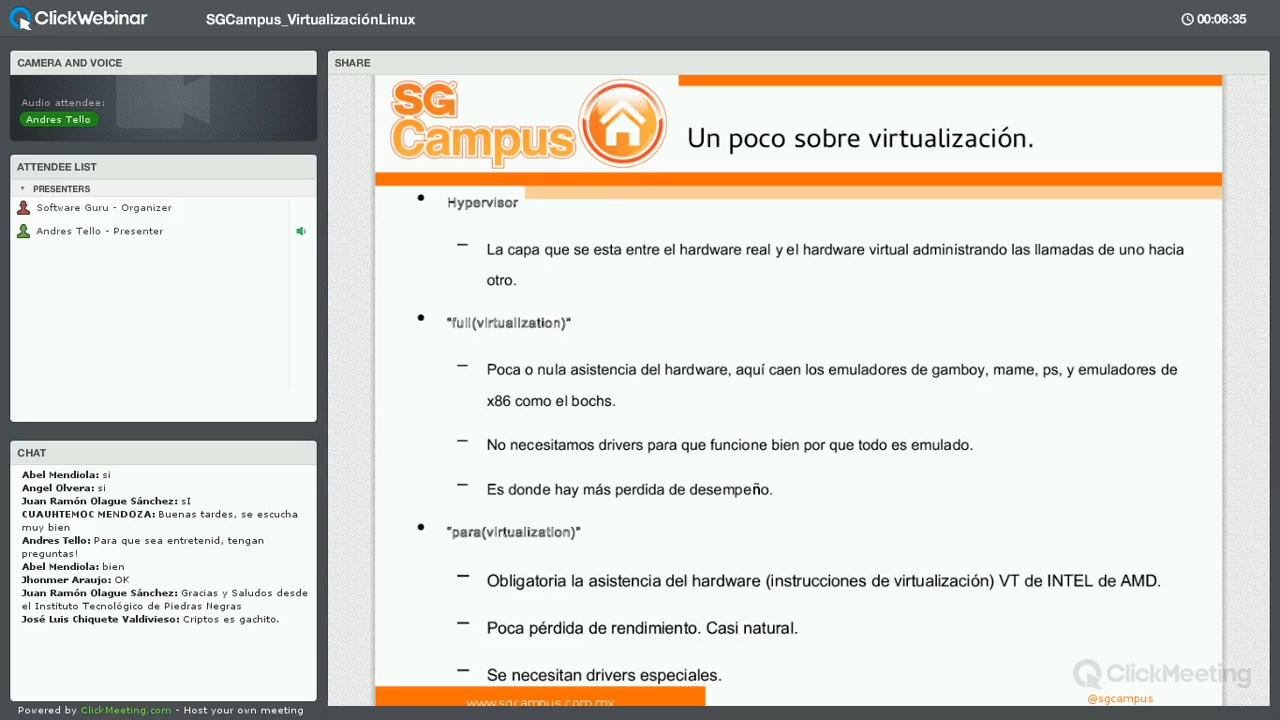 ClickWebinar
SGCampus_VirtualizaciónLinux
00:06:35
CAMERA AND VOICE
Audio attendee:
Andres Tello
ATTENDEE LIST
PRESENTERS
Software Guru - Organizer
Andres Tello - Presenter
CHAT
Abel Mendiola: si
Angel Olvera: si
Juan Ramón Olague Sánchez: sI
CUAUHTEMOC MENDOZA: Buenas tardes, se escucha
muy bien
Andres Tello: Para que sea entretenid, tengan
preguntas!
Abel Mendiola: bien
Jhonmer Araujo: OK
Juan Ramón Olague Sánchez: Gracias y Saludos desde
el Instituto Tecnológico de Piedras Negras
José Luis Chiquete Valdivieso: Criptos es gachito.
Powered by ClickMeeting.com - Host your own meeting
SHARE
SG
Campus
Un poco sobre virtualización.
• Hypervisor
– La capa que se esta entre el hardware real y el hardware virtual administrando las llamadas de uno hacia
otro.
• "full(virtualization)"
– Poca o nula asistencia del hardware, aquí caen los emuladores de gamboy, mame, ps, y emuladores de
x86 como el bochs.
– No necesitamos drivers para que funcione bien por que todo es emulado.
– Es donde hay más perdida de desempeño.
• "para(virtualization)"
– Obligatoria la asistencia del hardware (instrucciones de virtualización) VT de INTEL de AMD.
– Poca pérdida de rendimiento. Casi natural.
– Se necesitan drivers especiales.
www.sgcampus.com.mx
ClickMeeting
@sgcampus